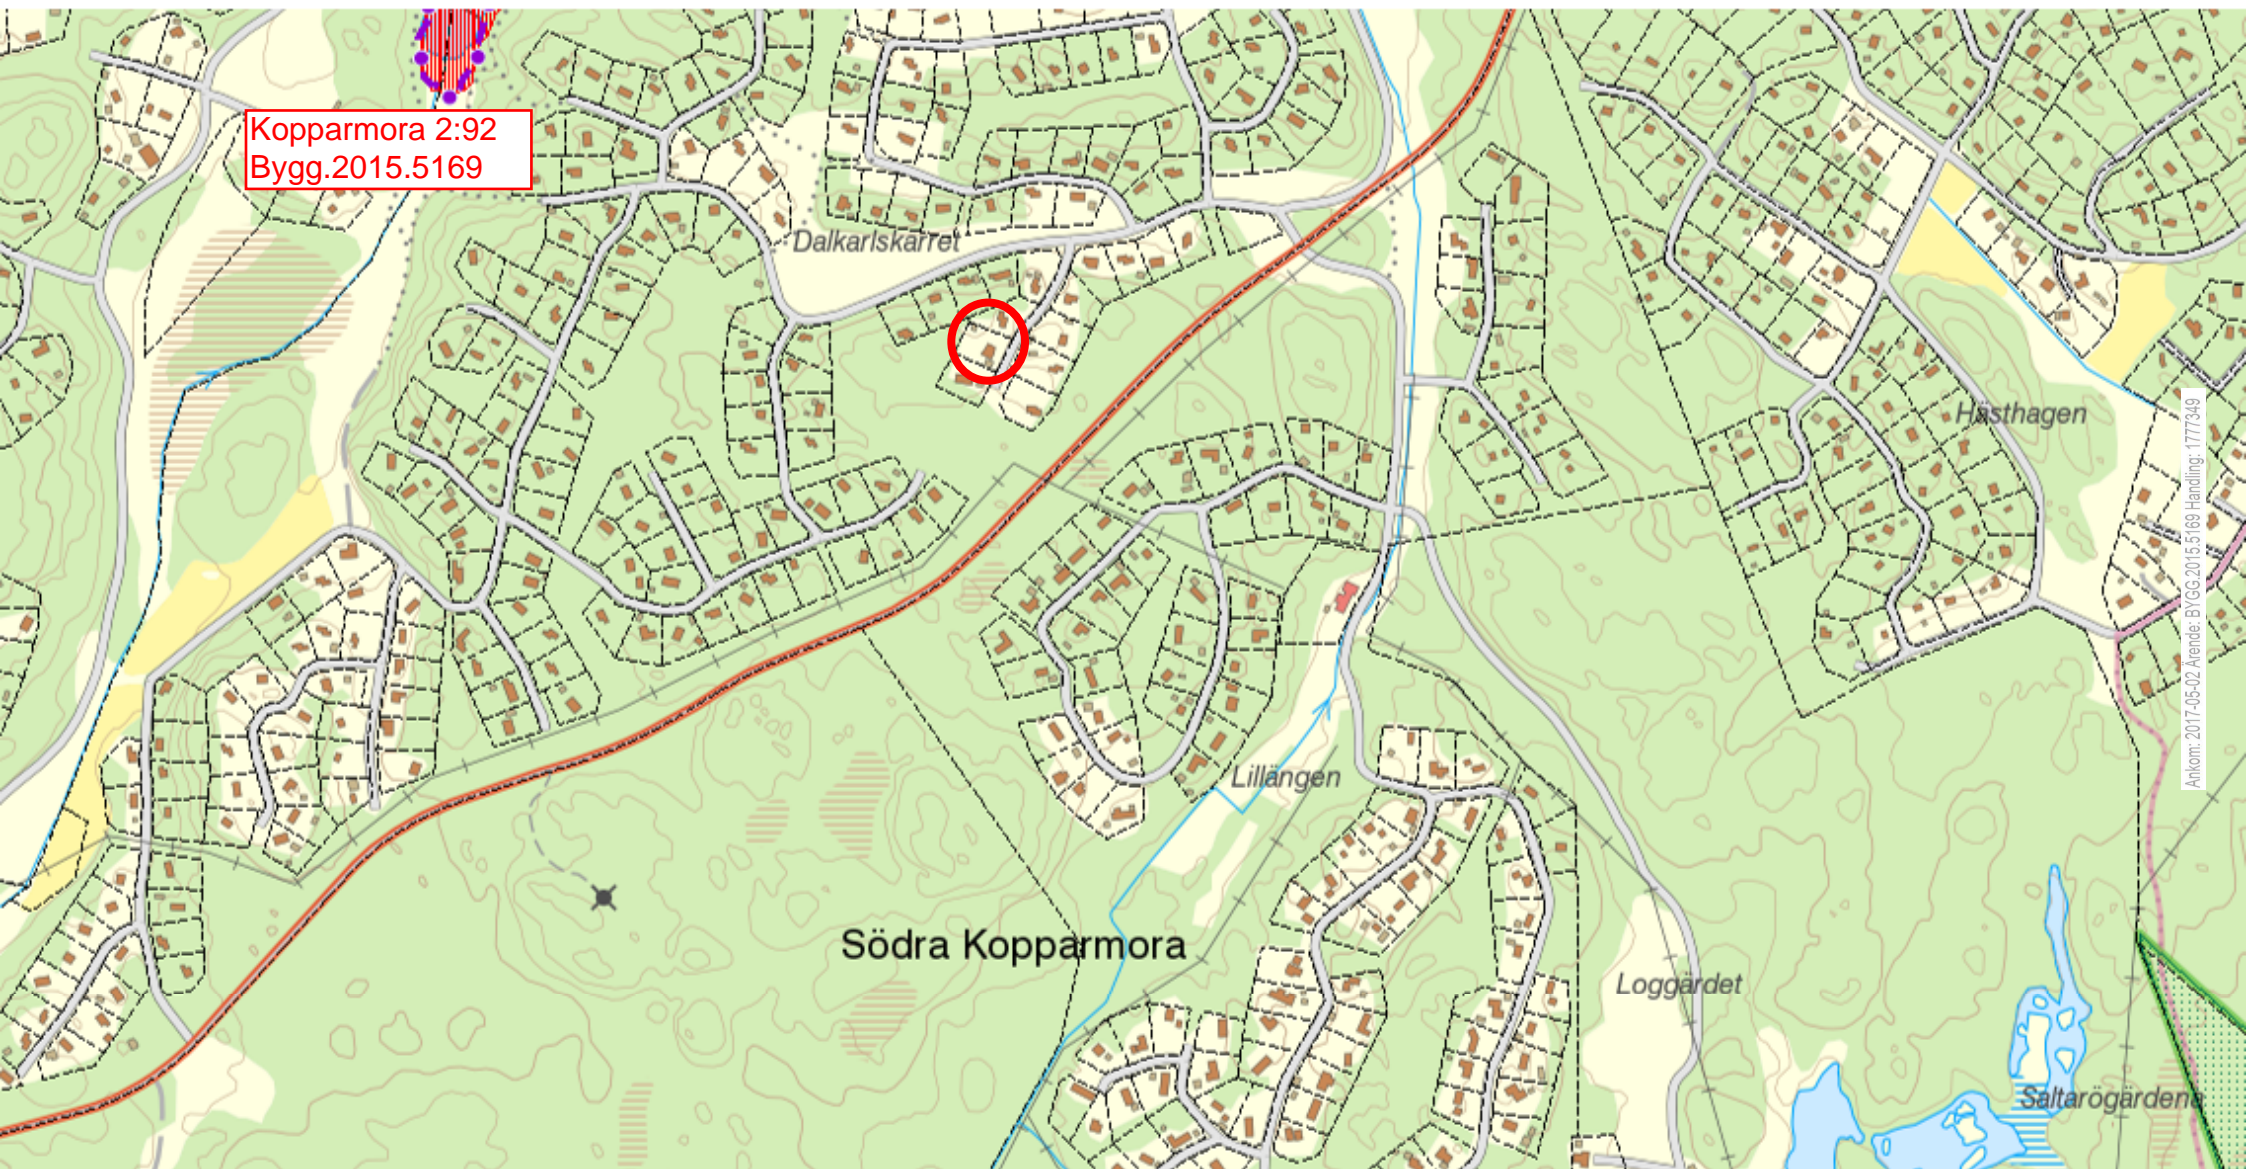 Kopparmora 2:92
Bygg.2015.5169
Dalkarlskärret
Hästhagen
Ankom: 2017-05-02 Ärende: BYGG.2015.5169 Handling: 1777349
Lillängen
Södra Kopparmora
Loggärdet
Saltarögärdena